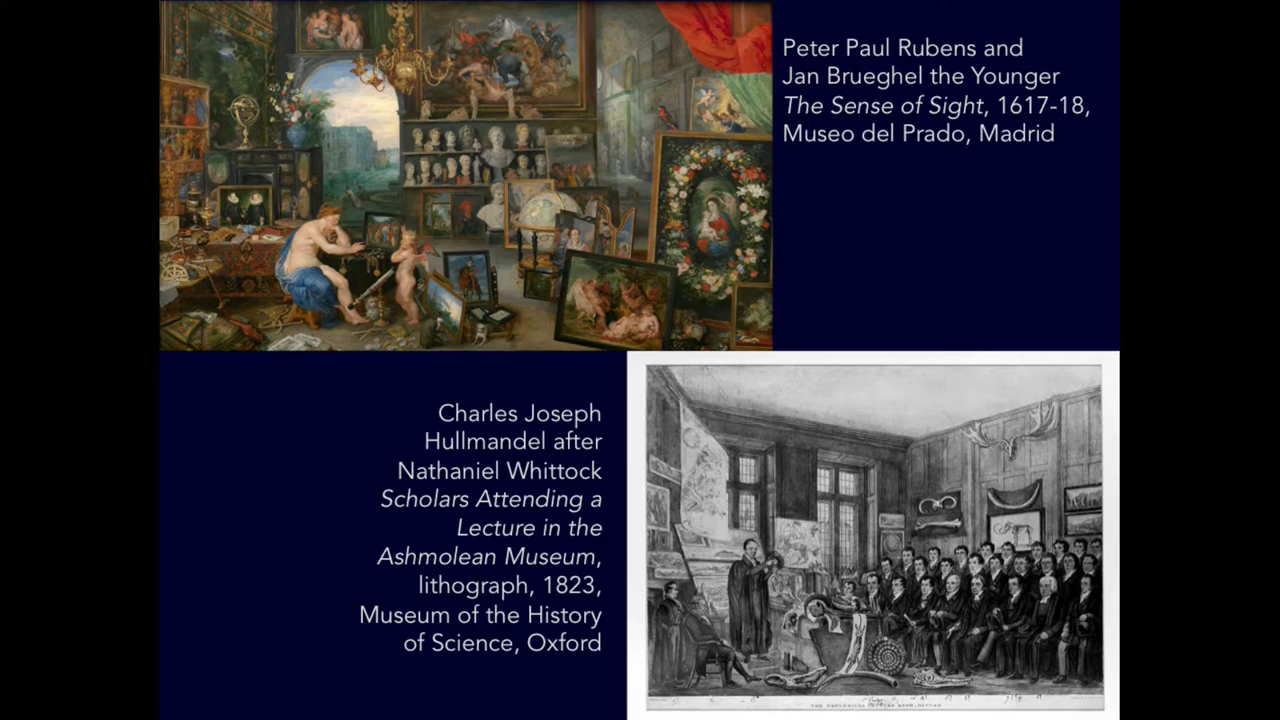 Peter Paul Rubens and
Jan Brueghel the Younger
The Sense of Sight, 1617-18,
Museo del Prado, Madrid
Charles Joseph
Hullmandel after
Nathaniel Whittock
Scholars Attending a
Lecture in the
Ashmolean Museum,
lithograph, 1823,
Museum of the History
of Science, Oxford